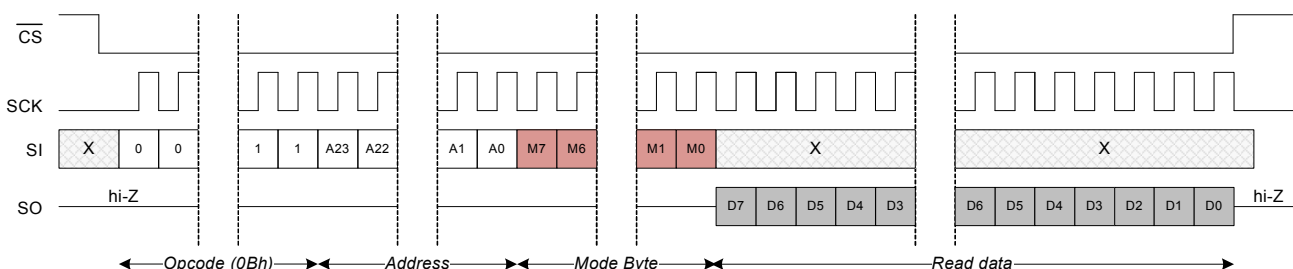 CS
SCK
SI X 0 0 1 1 A23 A22 A1 A0 M7 M6 M1 M0 X X
hi-Z hi-Z
SO D7 D6 D5 D4 D3 D6 D5 D4 D3 D2 D1 D0
Opcode (0Bh) Address Mode Byte Read data